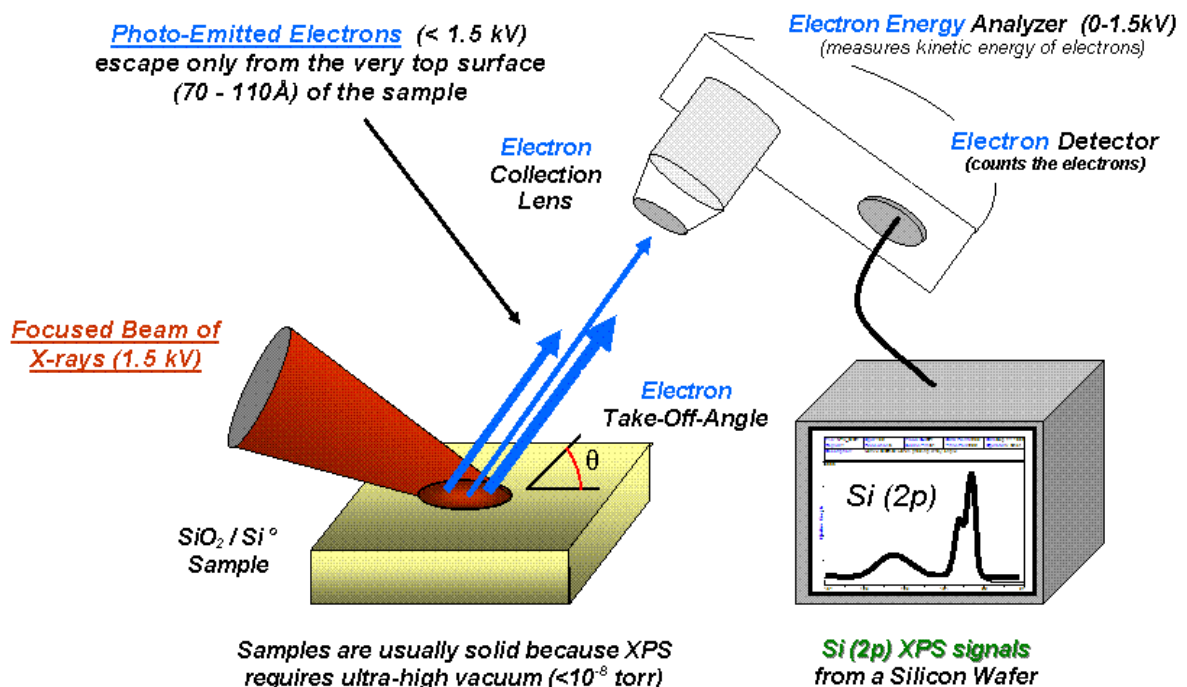 Photo-Emitted Electrons (< 1.5 kV)
escape only from the very top surface
(70 - 110Å) of the sample
Electron Energy Analyzer (0-1.5kV)
(measures kinetic energy of electrons)
Electron
Collection
Lens
Electron Detector
(counts the electrons)
Focused Beam of
X-rays (1.5 kV)
Electron
Take-Off-Angle
θ
Si (2p)
SiO₂ / Si°
Sample
Samples are usually solid because XPS
requires ultra-high vacuum (<10⁻⁸ torr)
Si (2p) XPS signals
from a Silicon Wafer